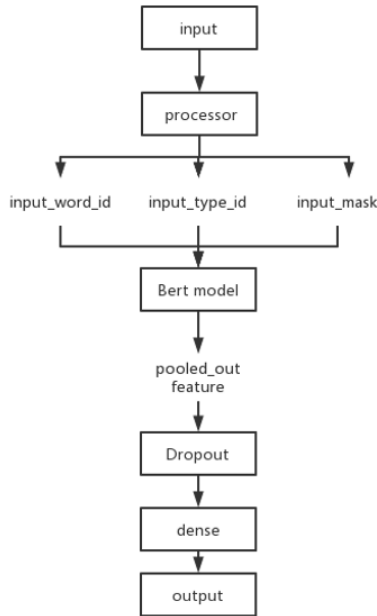 input
processor
input_word_id input_type_id input_mask
Bert model
pooled_out
feature
Dropout
dense
output